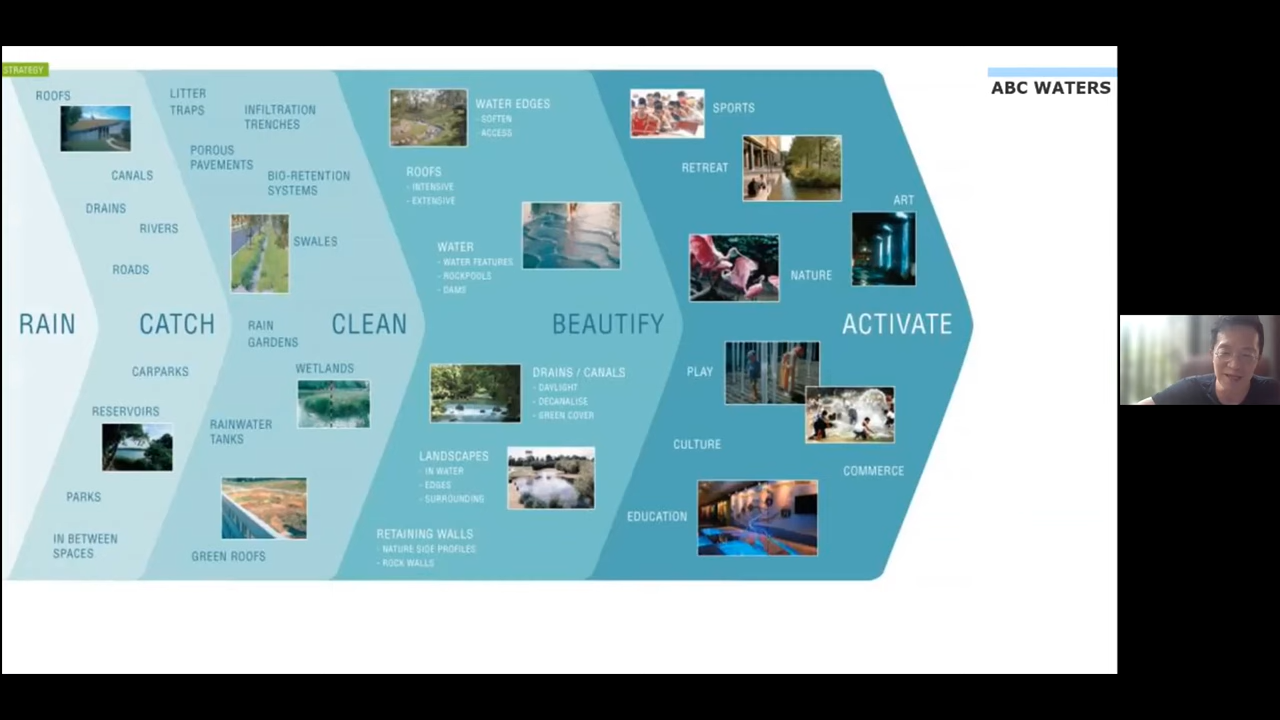 STRATEGY
ABC WATERS
ROOFS
CANALS
DRAINS
RIVERS
ROADS
RAIN
CATCH
CARPARKS
RESERVOIRS
PARKS
IN BETWEEN
SPACES
LITTER
TRAPS
INFILTRATION
TRENCHES
POROUS
PAVEMENTS
BIO-RETENTION
SYSTEMS
SWALES
RAIN
GARDENS
CLEAN
WETLANDS
RAINWATER
TANKS
GREEN ROOFS
WATER EDGES
- SOFTEN
- ACCESS
ROOFS
- INTENSIVE
- EXTENSIVE
WATER
- WATER FEATURES
- ROCKPOOLS
- DAMS
BEAUTIFY
DRAINS / CANALS
- DAYLIGHT
- DECANALISE
- GREEN COVER
LANDSCAPES
- IN WATER
- EDGES
- SURROUNDING
RETAINING WALLS
- NATURE SIDE PROFILES
- ROCK WALLS
SPORTS
RETREAT
ART
NATURE
ACTIVATE
PLAY
CULTURE
COMMERCE
EDUCATION